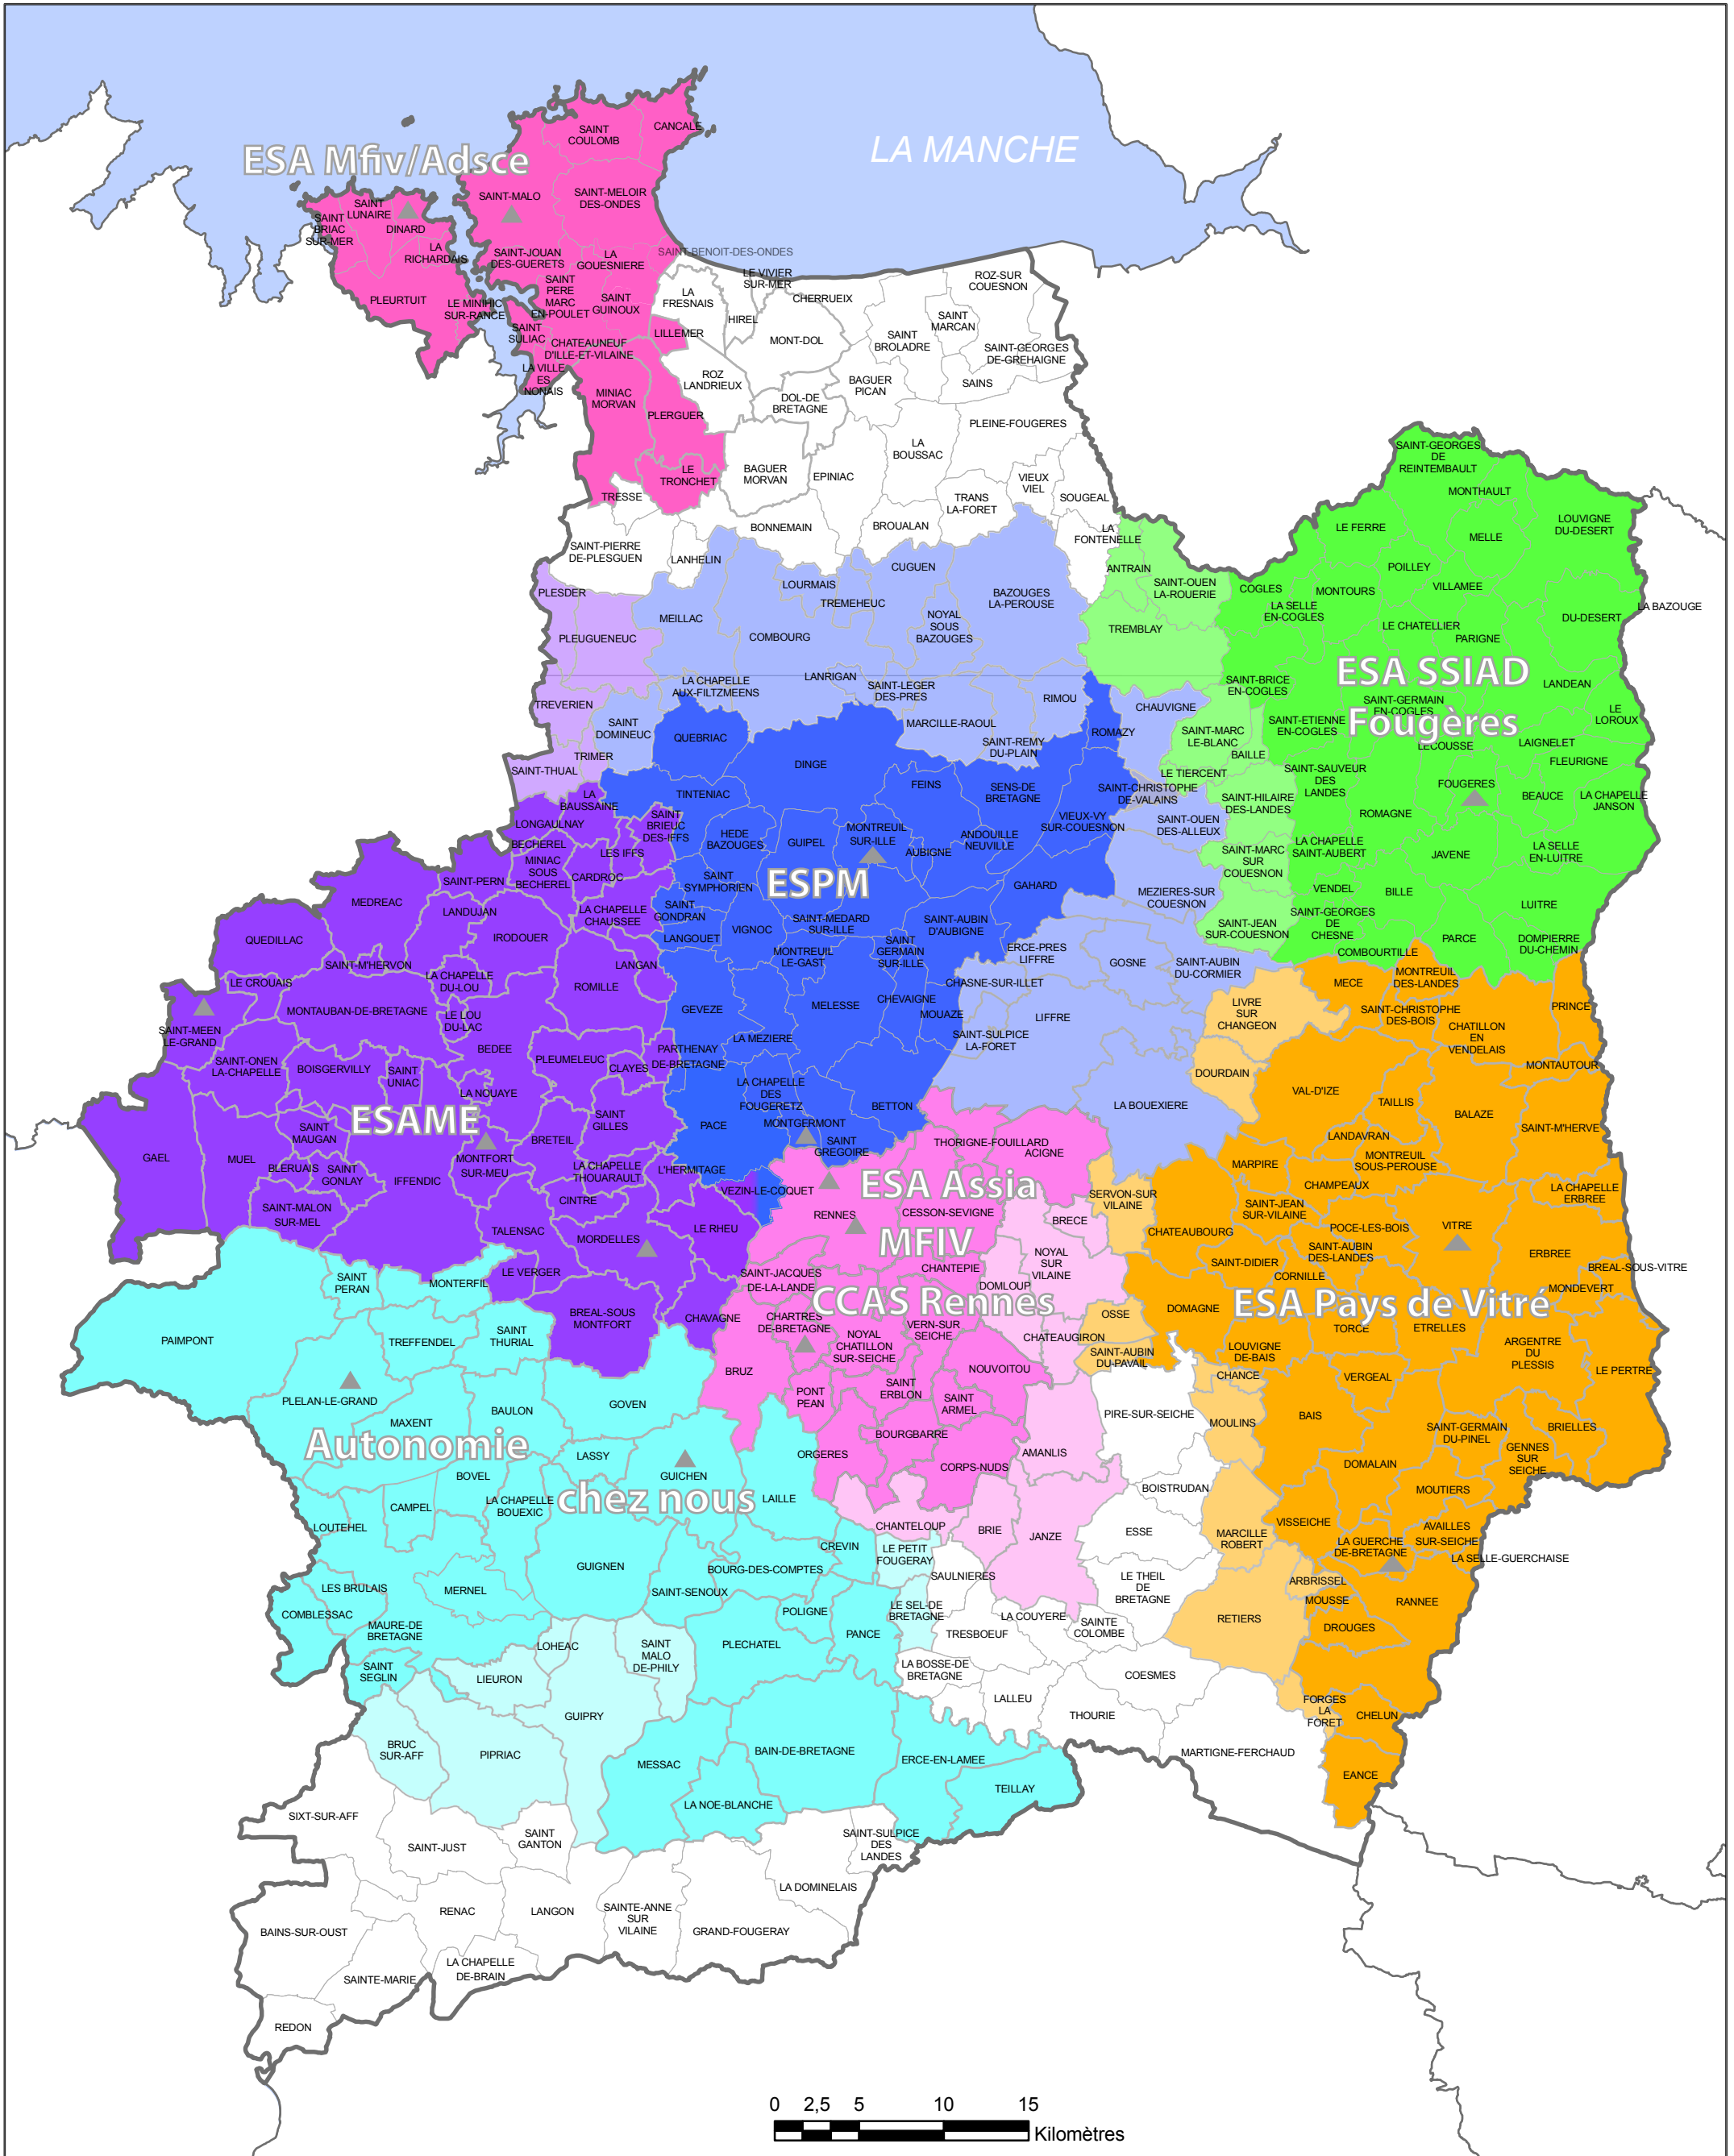 LA MANCHE
ESA Mfiv/Adsce
SAINT
COULOMB
CANCALE
SAINT-MALO
SAINT-MELOIR
DES-ONDES
SAINT
LUNAIRE
SAINT
BRIAC
SUR-MER
DINARD
LA
RICHARDAIS
PLEURTUIT
LE MINIHIC
SUR-RANCE
SAINT-JOUAN
DES-GUERETS
LA
GOUESNIERE
SAINT-BENOIT-DES-ONDES
SAINT
PERE
MARC
EN-POULET
SAINT
GUINOUX
SAINT
SULIAC
CHATEAUNEUF
D'ILLE-ET-VILAINE
LILLEMER
LA VILLE
ES
NONAIS
MINIAC
MORVAN
PLERGUER
LE
TRONCHET
TRESSE
LA
FRESNAIS
HIREL
LE VIVIER
SUR-MER
CHERRUEIX
MONT-DOL
ROZ
LANDRIEUX
DOL-DE
BRETAGNE
BAGUER
PICAN
SAINT
BROLADRE
SAINT
MARCAN
ROZ-SUR
COUESNON
SAINT-GEORGES
DE-GREHAIGNE
SAINS
PLEINE-FOUGERES
LA
BOUSSAC
BAGUER
MORVAN
EPINIAC
VIEUX
VIEL
SOUGEAL
TRANS
LA-FORET
BROUALAN
BONNEMAIN
LA
FONTENELLE
SAINT-PIERRE
DE-PLESGUEN
LANHELIN
PLESDER
PLEUGUENEUC
TREVERIEN
TRIMER
SAINT-THUAL
MEILLAC
LOURMAIS
TREMEHEUC
CUGUEN
COMBOURG
NOYAL
SOUS
BAZOUGES
BAZOUGES
LA-PEROUSE
LA CHAPELLE
AUX-FILTZMEENS
LANRIGAN
SAINT-LEGER
DES-PRES
RIMOU
MARCILLE-RAOUL
SAINT-REMY
DU-PLAIN
SAINT
DOMINEUC
ANTRAIN
SAINT-OUEN
LA-ROUERIE
TREMBLAY
CHAUVIGNE
SAINT-MARC
LE-BLANC
BAILLE
LE TIERCENT
SAINT-HILAIRE
DES-LANDES
SAINT-CHRISTOPHE
DE-VALAINS
SAINT-OUEN
DES-ALLEUX
SAINT-MARC
SUR
COUESNON
MEZIERES-SUR
COUESNON
SAINT-JEAN
SUR-COUESNON
ESA SSIAD
Fougères
SAINT-GEORGES
DE
REINTEMBAULT
MONTHAULT
LE FERRE
MELLE
LOUVIGNE
DU-DESERT
POILLEY
VILLAMEE
COGLES
MONTOURS
LA SELLE
EN-COGLES
LE CHATELLIER
PARIGNE
LA BAZOUGE
DU-DESERT
SAINT-BRICE
EN-COGLES
SAINT-GERMAIN
EN-COGLES
LANDEAN
LE
LOROUX
SAINT-ETIENNE
EN-COGLES
LECOUSSE
LAIGNELET
FLEURIGNE
SAINT-SAUVEUR
DES
LANDES
FOUGERES
BEAUCE
LA CHAPELLE
JANSON
ROMAGNE
LA CHAPELLE
SAINT-AUBERT
JAVENE
LA SELLE
EN-LUITRE
VENDEL
BILLE
LUITRE
SAINT-GEORGES
DE
CHESNE
PARCE
DOMPIERRE
DU-CHEMIN
COMBOURTILLE
ESPM
QUEBRIAC
DINGE
ROMAZY
TINTENIAC
FEINS
SENS-DE
BRETAGNE
VIEUX-VY
SUR-COUESNON
HEDE
BAZOUGES
GUIPEL
MONTREUIL
SUR-ILLE
AUBIGNE
ANDOUILLE
NEUVILLE
GAHARD
SAINT
SYMPHORIEN
SAINT
GONDRAN
LANGOUET
VIGNOC
SAINT-MEDARD
SUR-ILLE
SAINT-AUBIN
D'AUBIGNE
MONTREUIL
LE-GAST
SAINT
GERMAIN
SUR-ILLE
GEVEZE
MELESSE
CHEVAIGNE
MOUAZE
LA MEZIERE
PARTHENAY
DE-BRETAGNE
LA CHAPELLE
DES
FOUGERETZ
BETTON
PACE
MONTGERMONT
SAINT
GREGOIRE
ERCE-PRES
LIFFRE
GOSNE
SAINT-AUBIN
DU-CORMIER
CHASNE-SUR-ILLET
LIFFRE
SAINT-SULPICE
LA-FORET
LA BOUEXIERE
ESAME
LA
BAUSSAINE
LONGAULNAY
SAINT
BRIEUC
DES-IFFS
BECHEREL
LES IFFS
MINIAC
SOUS
BECHEREL
CARDROC
SAINT-PERN
MEDREAC
LANDUJAN
LA CHAPELLE
CHAUSSEE
QUEDILLAC
IRODOUER
SAINT-M'HERVON
LANGAN
LE CROUAIS
LA CHAPELLE
DU-LOU
ROMILLE
MONTAUBAN-DE-BRETAGNE
LE LOU
DU-LAC
SAINT-MEEN
LE-GRAND
BEDEE
SAINT-ONEN
LA-CHAPELLE
BOISGERVILLY
SAINT
UNIAC
PLEUMELEUC
CLAYES
LA NOUAYE
SAINT
GILLES
SAINT
MAUGAN
GAEL
MUEL
BRETEIL
BLERUAIS
SAINT
GONLAY
IFFENDIC
MONTFORT
SUR-MEU
LA CHAPELLE
THOUARAULT
L'HERMITAGE
VEZIN-LE-COQUET
SAINT-MALON
SUR-MEL
CINTRE
TALENSAC
MORDELLES
LE RHEU
LE VERGER
BREAL-SOUS
MONTFORT
CHAVAGNE
ESA Assia
MFIV
CCAS Rennes
THORIGNE-FOUILLARD
ACIGNE
RENNES
CESSON-SEVIGNE
CHANTEPIE
SAINT-JACQUES
DE-LA-LANDE
CHARTRES
DE-BRETAGNE
NOYAL
CHATILLON
SUR-SEICHE
VERN-SUR
SEICHE
BRUZ
NOUVOITOU
PONT
PEAN
SAINT
ERBLON
SAINT
ARMEL
BOURGBARRE
ORGERES
CORPS-NUDS
BRECE
NOYAL
SUR
VILAINE
DOMLOUP
CHATEAUGIRON
AMANLIS
CHANTELOUP
BRIE
JANZE
ESA Pays de Vitré
LIVRE
SUR
CHANGEON
DOURDAIN
SERVON-SUR
VILAINE
OSSE
SAINT-AUBIN
DU-PAVAIL
CHANCE
MOULINS
MARCILLE
ROBERT
RETIERS
ARBRISSEL
FORGES
LA
FORET
MECE
MONTREUIL
DES-LANDES
SAINT-CHRISTOPHE
DES-BOIS
CHATILLON
EN
VENDELAIS
PRINCE
MONTAUTOUR
VAL-D'IZE
TAILLIS
BALAZE
SAINT-M'HERVE
LANDAVRAN
MONTREUIL
SOUS-PEROUSE
MARPIRE
CHAMPEAUX
LA CHAPELLE
ERBREE
SAINT-JEAN
SUR-VILAINE
POCE-LES-BOIS
VITRE
CHATEAUBOURG
SAINT-AUBIN
DES-LANDES
ERBREE
SAINT-DIDIER
CORNILLE
BREAL-SOUS-VITRE
MONDEVERT
DOMAGNE
TORCE
ETRELLES
LOUVIGNE
DE-BAIS
ARGENTRE
DU
PLESSIS
LE PERTRE
VERGEAL
BAIS
SAINT-GERMAIN
DU-PINEL
BRIELLES
GENNES
SUR
SEICHE
DOMALAIN
MOUTIERS
VISSEICHE
AVAILLES
SUR-SEICHE
LA GUERCHE
DE-BRETAGNE
LA SELLE-GUERCHAISE
MOUSSE
RANNEE
DROUGES
CHELUN
EANCE
PIRE-SUR-SEICHE
BOISTRUDAN
ESSE
LE THEIL
DE
BRETAGNE
SAULNIERES
LA COUYERE
SAINTE
COLOMBE
TRESBOEUF
LA BOSSE-DE
BRETAGNE
COESMES
LALLEU
THOURIE
MARTIGNE-FERCHAUD
Autonomie
chez nous
PAIMPONT
SAINT
PERAN
MONTERFIL
TREFFENDEL
SAINT
THURIAL
PLELAN-LE-GRAND
MAXENT
BAULON
GOVEN
LASSY
GUICHEN
BOVEL
CAMPEL
LA CHAPELLE
BOUEXIC
LAILLE
LOUTEHEL
CREVIN
GUIGNEN
BOURG-DES-COMPTES
LES BRULAIS
MERNEL
SAINT-SENOUX
COMBLESSAC
MAURE-DE
BRETAGNE
POLIGNE
PLECHATEL
PANCE
SAINT
SEGLIN
LE PETIT
FOUGERAY
LE SEL-DE
BRETAGNE
LOHEAC
SAINT
MALO
DE-PHILY
LIEURON
GUIPRY
BRUC
SUR-AFF
PIPRIAC
MESSAC
BAIN-DE-BRETAGNE
ERCE-EN-LAMEE
TEILLAY
LA NOE-BLANCHE
SIXT-SUR-AFF
SAINT-JUST
SAINT
GANTON
SAINT-SULPICE
DES
LANDES
LA DOMINELAIS
RENAC
LANGON
SAINTE-ANNE
SUR
VILAINE
GRAND-FOUGERAY
BAINS-SUR-OUST
LA CHAPELLE
DE-BRAIN
SAINTE-MARIE
REDON
0 2,5 5 10 15
Kilomètres